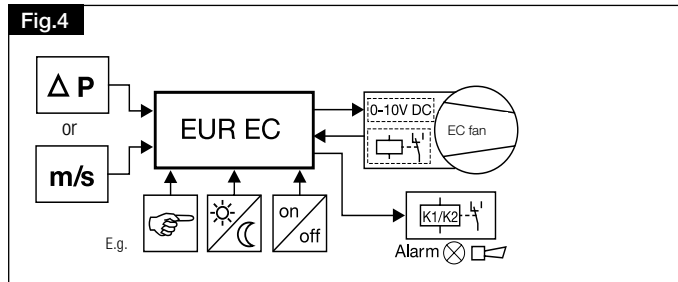 Fig.4
Δ P
or
m/s
EUR EC
0-10V DC
EC fan
E.g.
on
off
K1/K2
Alarm